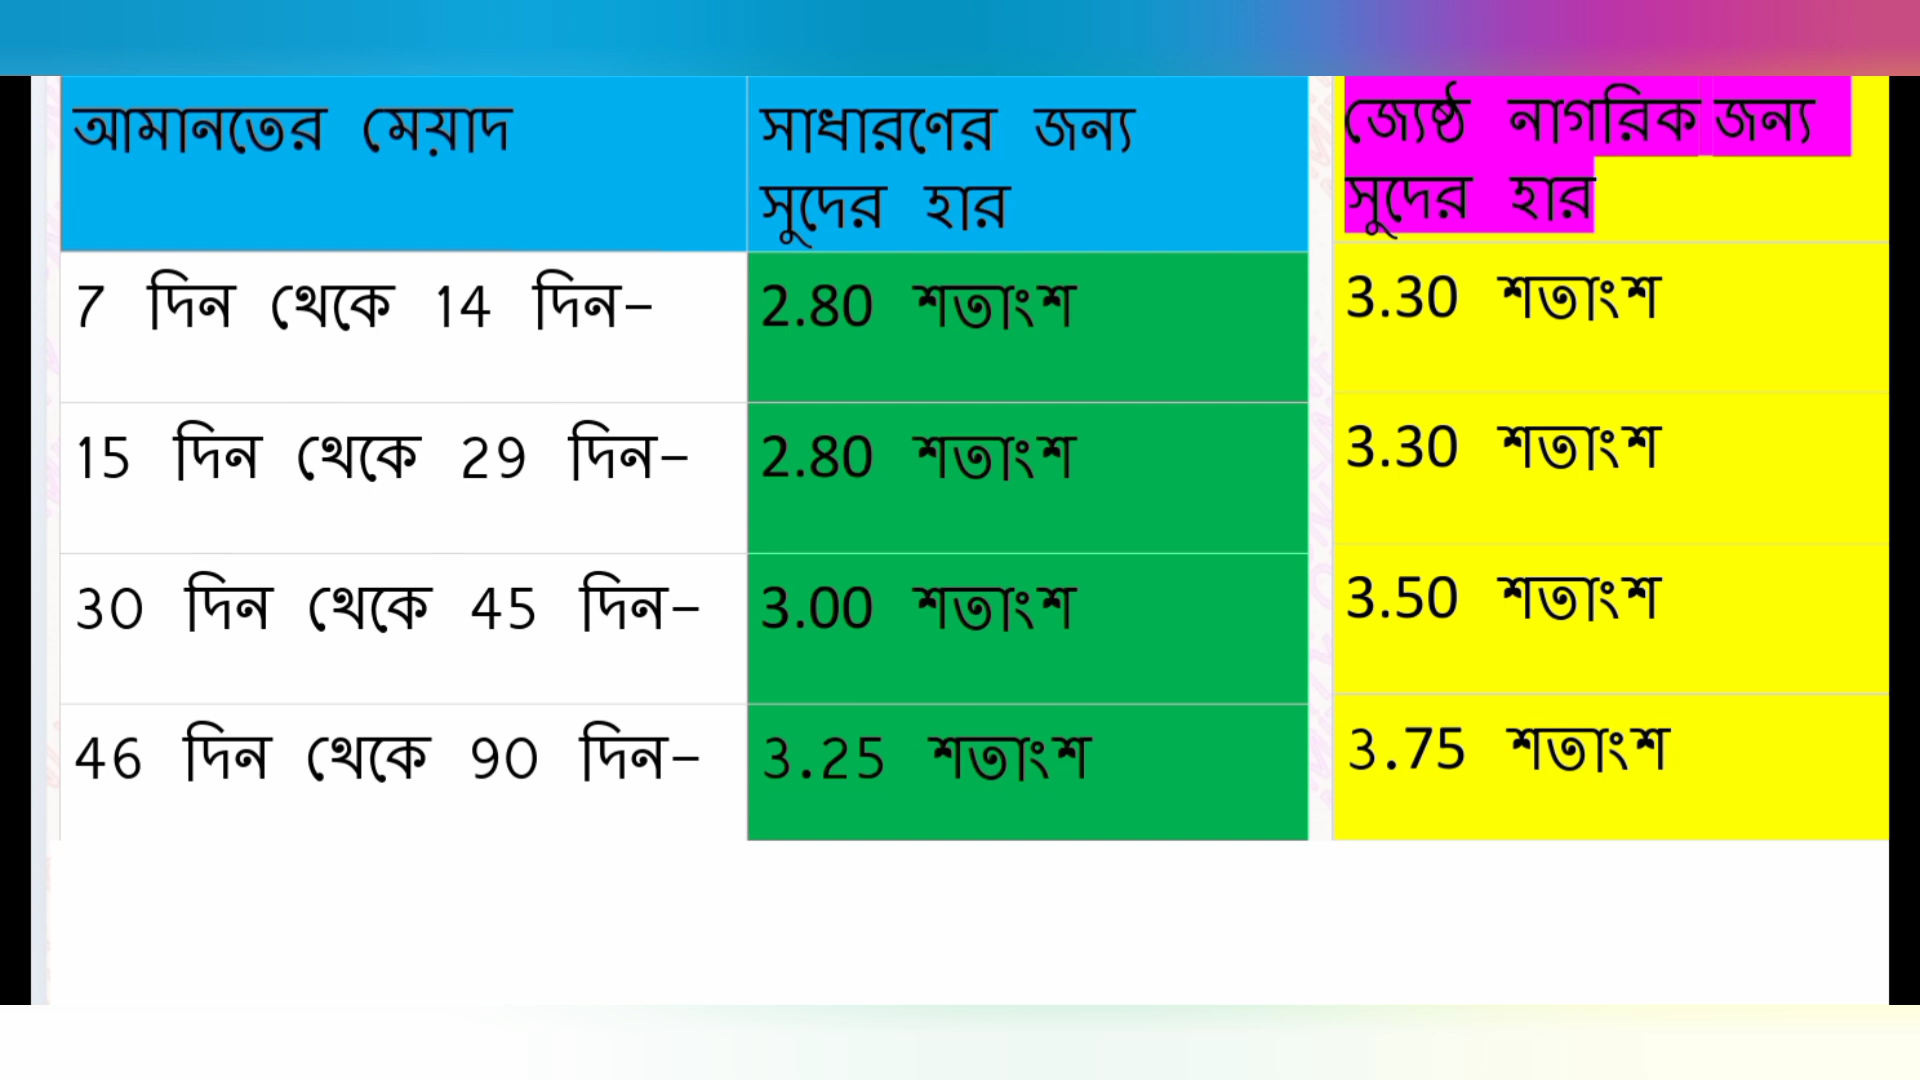 আমানতের মেয়াদ সাধারণের জন্য জ্যেষ্ঠ নাগরিক জন্য
সুদের হার সুদের হার
7 দিন থেকে 14 দিন- 2.80 শতাংশ 3.30 শতাংশ
15 দিন থেকে 29 দিন- 2.80 শতাংশ 3.30 শতাংশ
30 দিন থেকে 45 দিন- 3.00 শতাংশ 3.50 শতাংশ
46 দিন থেকে 90 দিন- 3.25 শতাংশ 3.75 শতাংশ